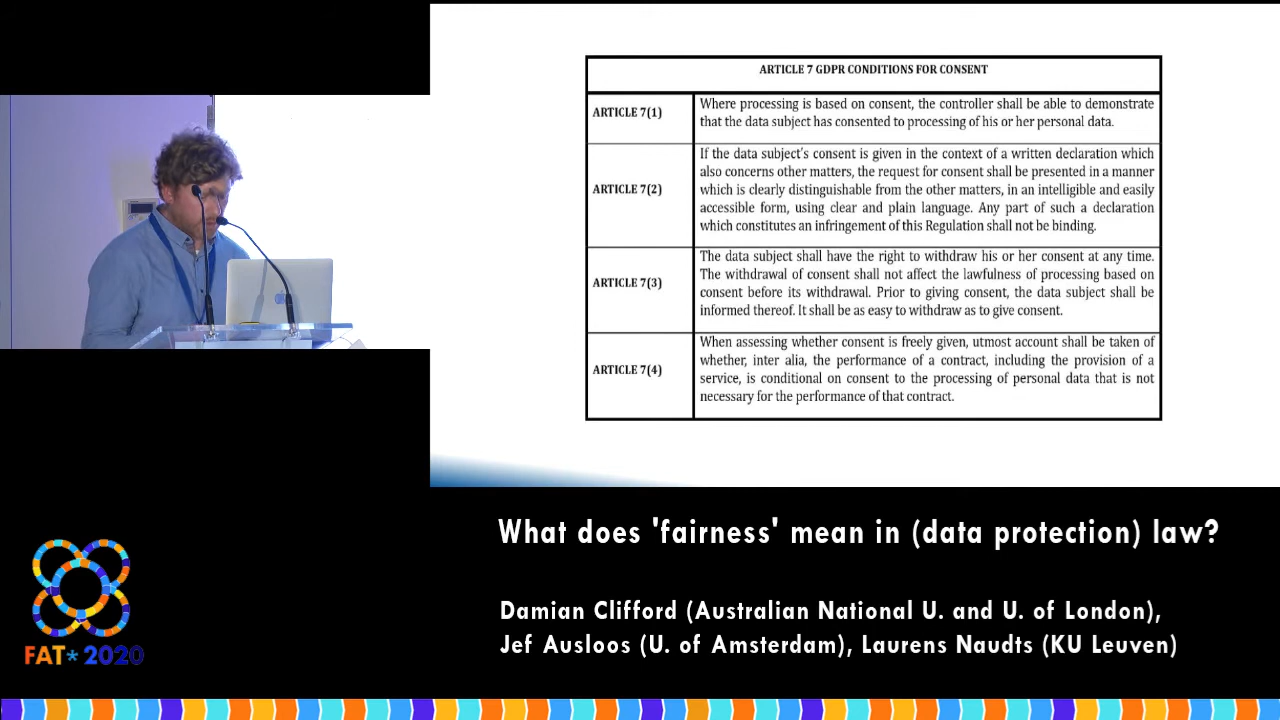 ARTICLE 7 GDPR CONDITIONS FOR CONSENT
ARTICLE 7(1)
Where processing is based on consent, the controller shall be able to demonstrate
that the data subject has consented to processing of his or her personal data.
ARTICLE 7(2)
If the data subject's consent is given in the context of a written declaration which
also concerns other matters, the request for consent shall be presented in a manner
which is clearly distinguishable from the other matters, in an intelligible and easily
accessible form, using clear and plain language. Any part of such a declaration
which constitutes an infringement of this Regulation shall not be binding.
ARTICLE 7(3)
The data subject shall have the right to withdraw his or her consent at any time.
The withdrawal of consent shall not affect the lawfulness of processing based on
consent before its withdrawal. Prior to giving consent, the data subject shall be
informed thereof. It shall be as easy to withdraw as to give consent.
ARTICLE 7(4)
When assessing whether consent is freely given, utmost account shall be taken of
whether, inter alia, the performance of a contract, including the provision of a
service, is conditional on consent to the processing of personal data that is not
necessary for the performance of that contract.
What does 'fairness' mean in (data protection) law?
Damian Clifford (Australian National U. and U. of London),
Jef Ausloos (U. of Amsterdam), Laurens Naudts (KU Leuven)
FAT* 2020